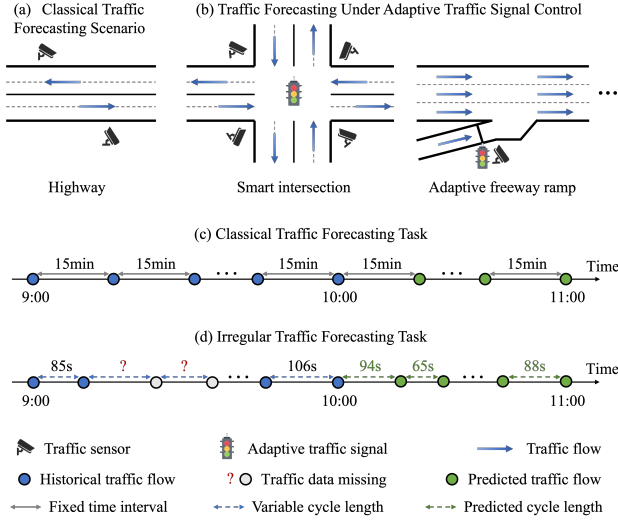 (a) Classical Traffic Forecasting Scenario
(b) Traffic Forecasting Under Adaptive Traffic Signal Control
Highway
Smart intersection
Adaptive freeway ramp
(c) Classical Traffic Forecasting Task
15min 15min 15min 15min 15min Time
9:00 10:00 11:00
(d) Irregular Traffic Forecasting Task
85s ? ? 106s 94s 65s 88s Time
9:00 10:00 11:00
Traffic sensor Adaptive traffic signal Traffic flow
Historical traffic flow ? Traffic data missing Predicted traffic flow
Fixed time interval Variable cycle length Predicted cycle length